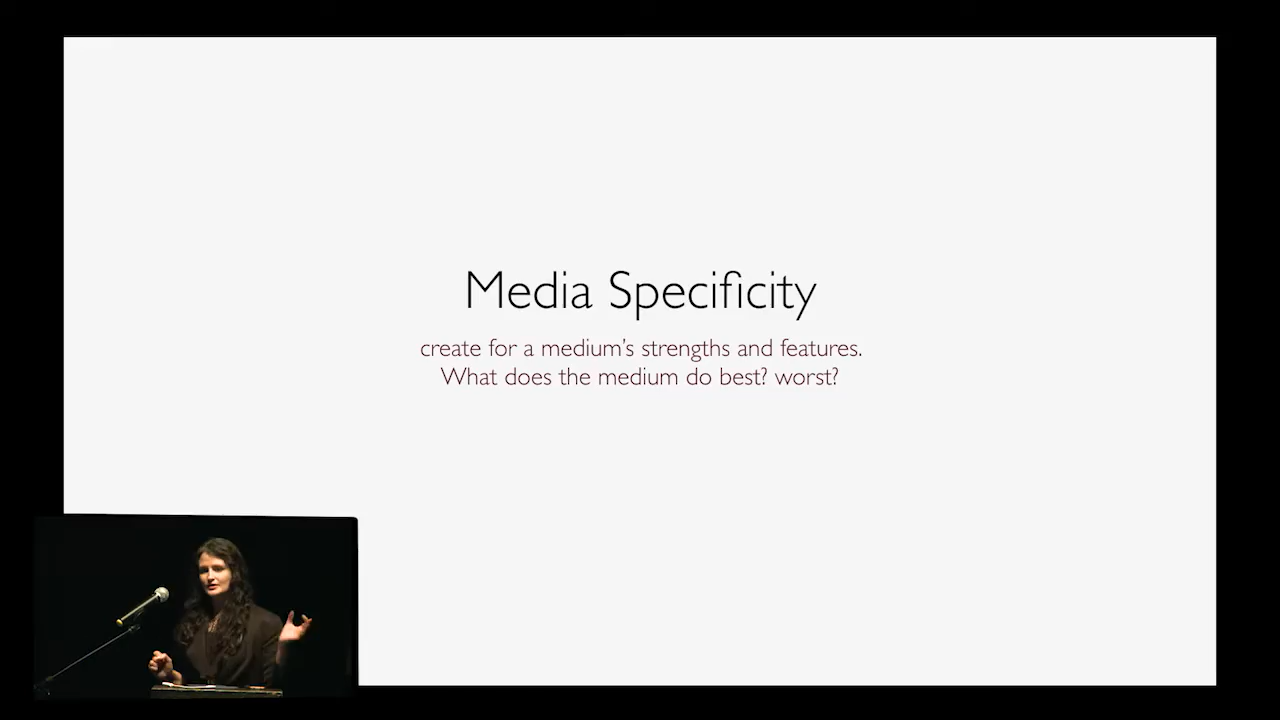 Media Specificity
create for a medium’s strengths and features.
What does the medium do best? worst?